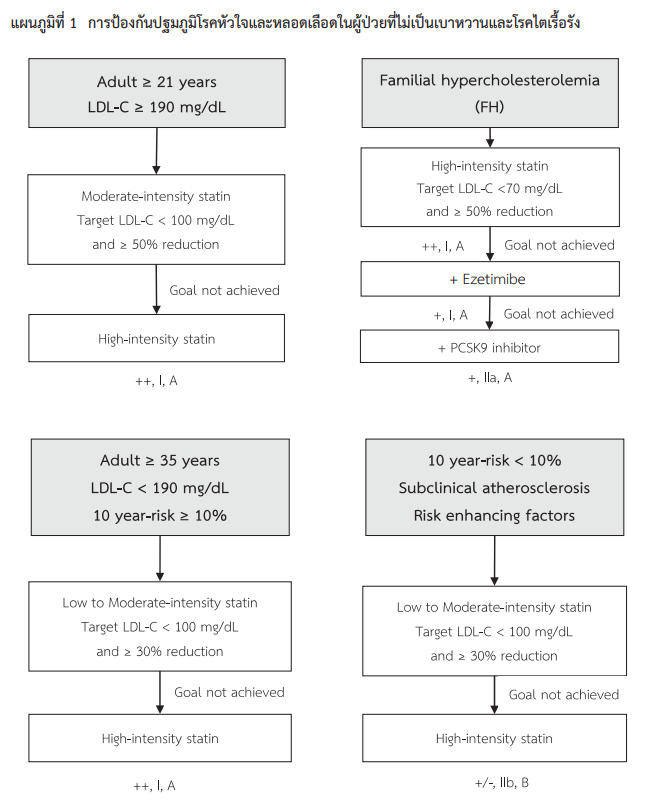 แผนภูมิที่ 1 การป้องกันปฐมภูมิโรคหัวใจและหลอดเลือดในผู้ป่วยที่ไม่เป็นเบาหวานและโรคไตเรื้อรัง
Adult ≥ 21 years
LDL-C ≥ 190 mg/dL
Moderate-intensity statin
Target LDL-C < 100 mg/dL
and ≥ 50% reduction
Goal not achieved
High-intensity statin
++, I, A
Familial hypercholesterolemia
(FH)
High-intensity statin
Target LDL-C <70 mg/dL
and ≥ 50% reduction
++, I, A
Goal not achieved
+ Ezetimibe
+, I, A
Goal not achieved
+ PCSK9 inhibitor
+, IIa, A
Adult ≥ 35 years
LDL-C < 190 mg/dL
10 year-risk ≥ 10%
Low to Moderate-intensity statin
Target LDL-C < 100 mg/dL
and ≥ 30% reduction
Goal not achieved
High-intensity statin
++, I, A
10 year-risk < 10%
Subclinical atherosclerosis
Risk enhancing factors
Low to Moderate-intensity statin
Target LDL-C < 100 mg/dL
and ≥ 30% reduction
Goal not achieved
High-intensity statin
+/-, IIb, B